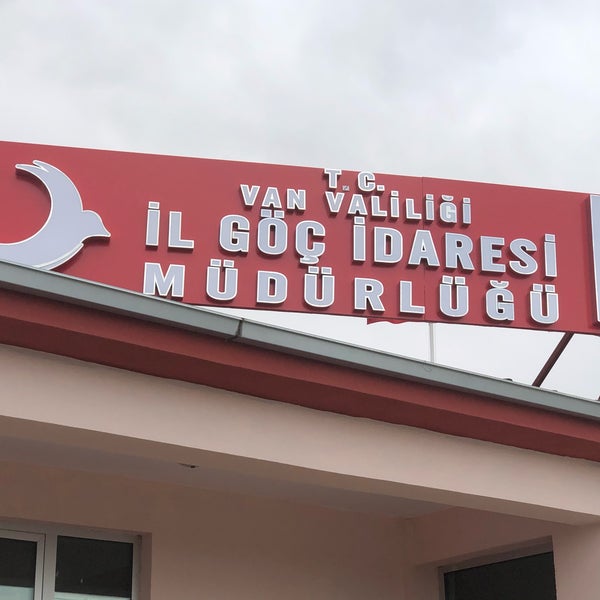 T.C.
VAN VALİLİĞİ
İL GÖÇ İDARESİ
MÜDÜRLÜĞÜ